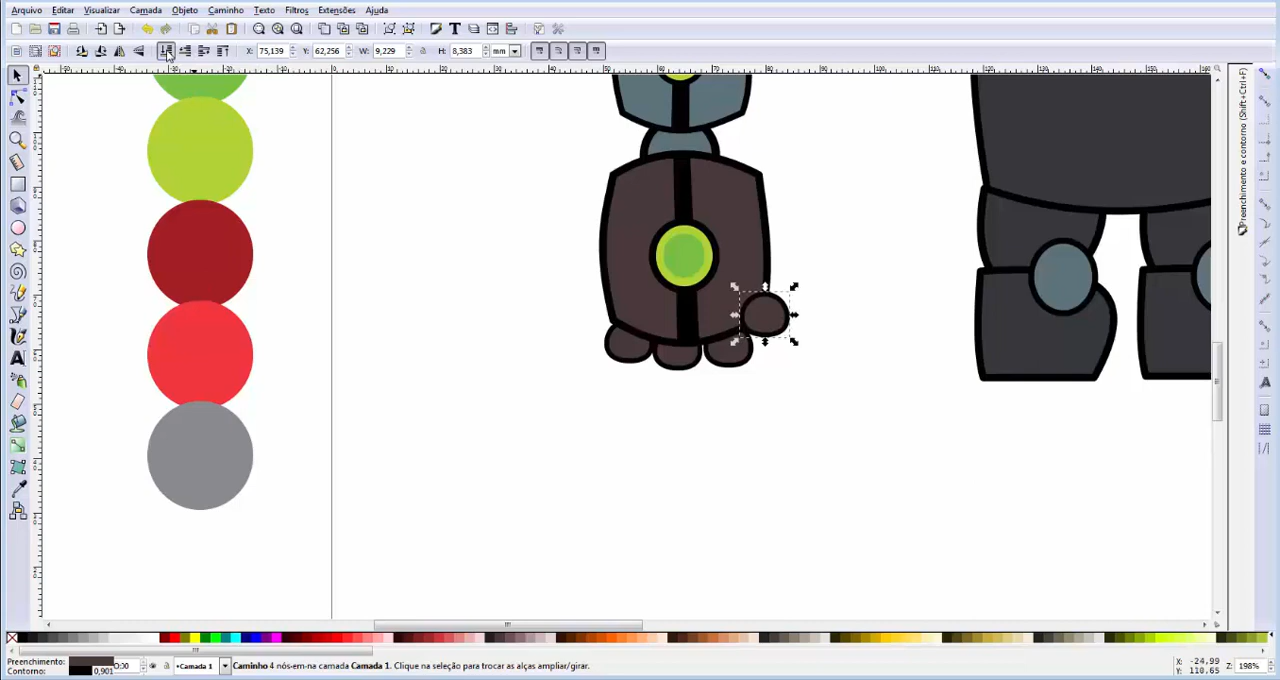 Arquivo Editar Visualizar Camada Objeto Caminho Texto Filtros Extensões Ajuda
X: 75,139 Y: 62,256 W: 9,229 H: 8,383 mm
Preenchimento e contorno (Shift+Ctrl+F)
Preenchimento: O: 30 Camada 1 Caminho 4 nós-em-na camada Camada 1. Clique na seleção para trocar as alças ampliar/girar. X: -24,99 Z: 198%
Contorno: 0,901 Y: 110,65